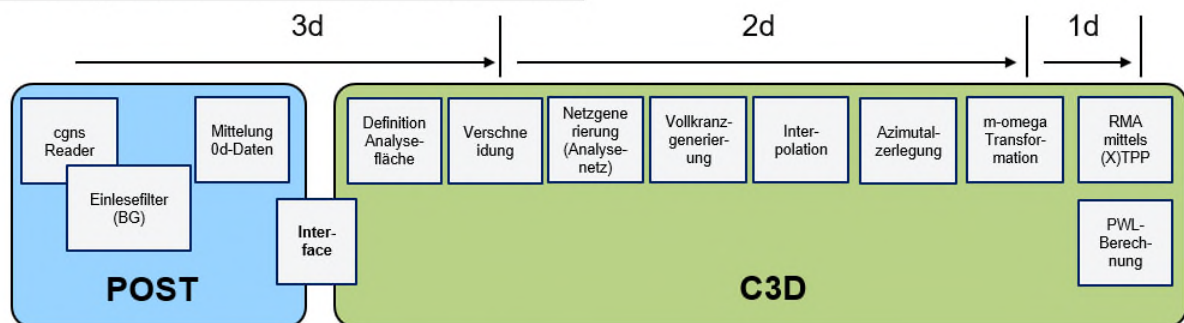 3d
2d
1d
cgns
Reader
Einlesefilter
(BG)
Mittelung
0d-Daten
Inter-
face
POST
Definition
Analyse-
fläche
Verschne
idung
Netzgene
rierung
(Analyse-
netz)
Vollkranz-
generier-
ung
Inter-
polation
Azimutal-
zerlegung
m-omega
Transfor-
mation
RMA
mittels
(X)TPP
PWL-
Berech-
nung
C3D